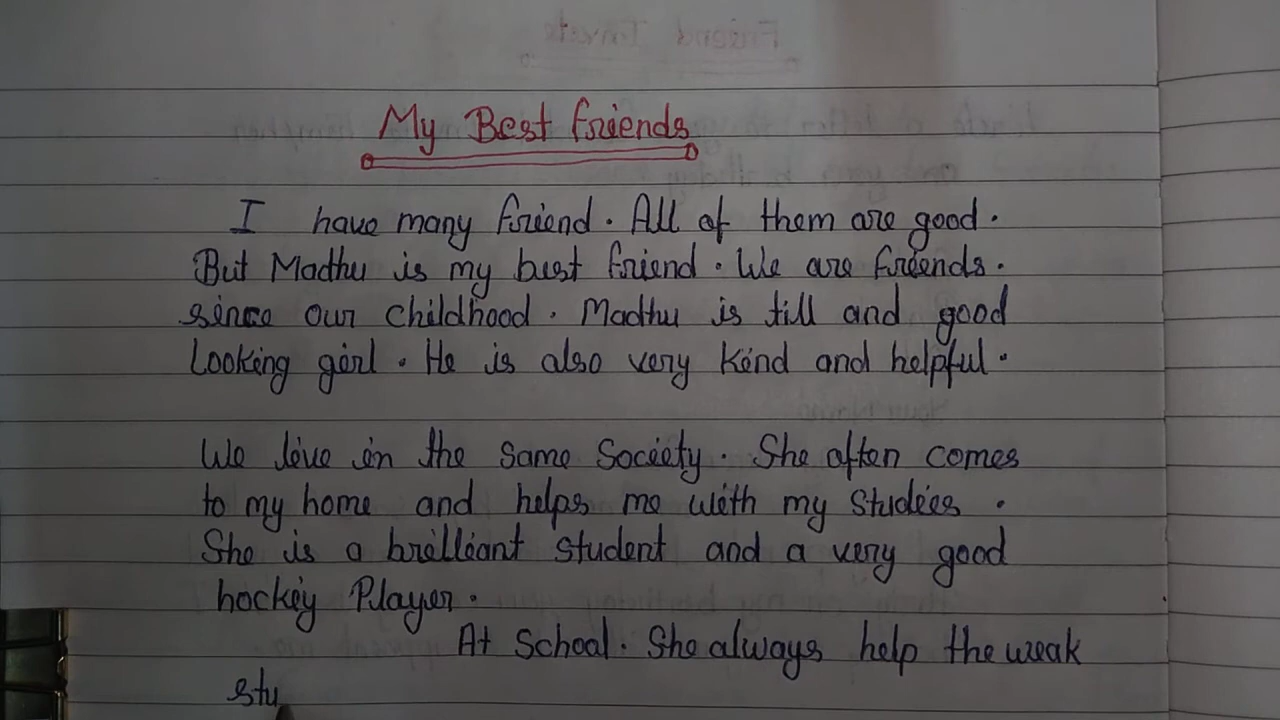 My Best Friends
I have many friend. All of them are good.
But Madhu is my best friend. We are friends.
since our childhood. Madhu is till and good
Looking girl. He is also very kind and helpful.
We live in the same Society. She often comes
to my home and helps me with my Studies.
She is a brilliant student and a very good
hockey Player.
At School. She always help the weak
stu